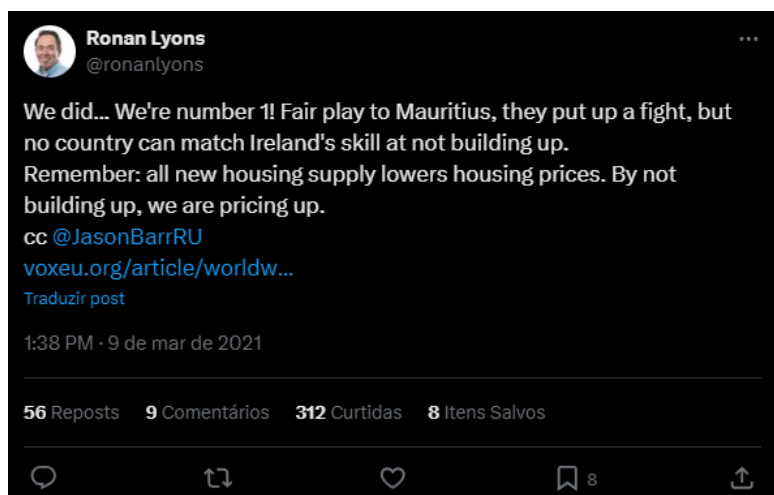 Ronan Lyons
@ronanlyons
We did... We're number 1! Fair play to Mauritius, they put up a fight, but
no country can match Ireland's skill at not building up.
Remember: all new housing supply lowers housing prices. By not
building up, we are pricing up.
cc @JasonBarrRU
voxeu.org/article/worldw...
Traduzir post
1:38 PM · 9 de mar de 2021
56 Reposts 9 Comentários 312 Curtidas 8 Itens Salvos
8